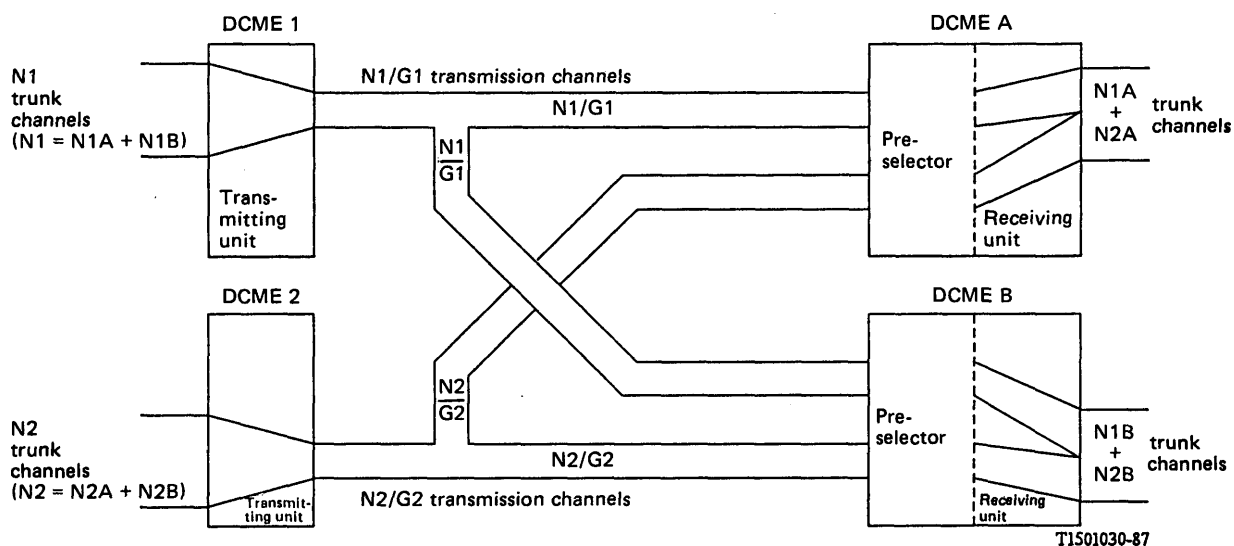 DCME 1
DCME A
N1
trunk
channels
(N1 = N1A + N1B)
N1/G1 transmission channels
N1/G1
N1
G1
Trans-
mitting
unit
Pre-
selector
Receiving
unit
N1A
+
N2A
trunk
channels
DCME 2
DCME B
N2
trunk
channels
(N2 = N2A + N2B)
N2
G2
N2/G2
N2/G2 transmission channels
Transmit-
ting unit
Pre-
selector
Receiving
unit
N1B
+
N2B
trunk
channels
T1501030-87